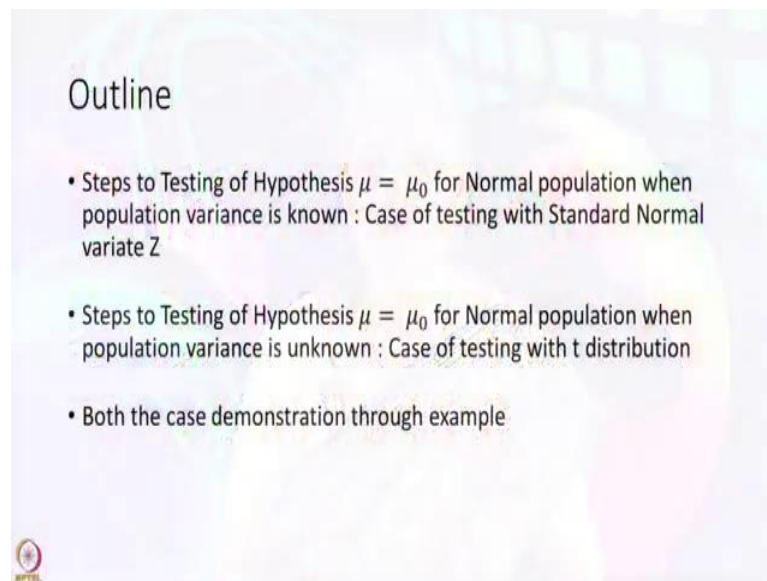 Outline
• Steps to Testing of Hypothesis μ = μ₀ for Normal population when
population variance is known : Case of testing with Standard Normal
variate Z
• Steps to Testing of Hypothesis μ = μ₀ for Normal population when
population variance is unknown : Case of testing with t distribution
• Both the case demonstration through example
NPTEL